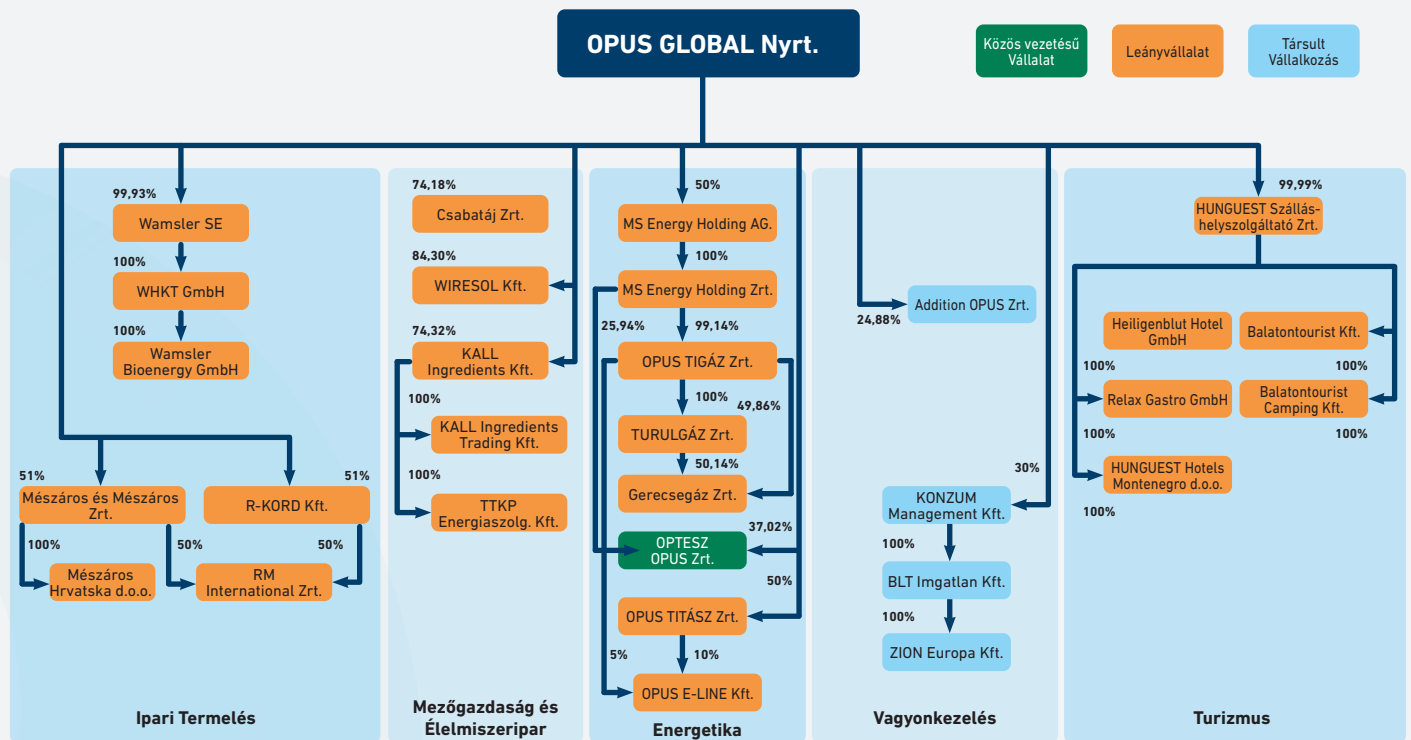 OPUS GLOBAL Nyrt.
Közös vezetésű
Vállalat
Leányvállalat
Társult
Vállalkozás
99,93%
Wamsler SE
100%
WHKT GmbH
100%
Wamsler
Bioenergy GmbH
51%
Mészáros és Mészáros
Zrt.
51%
R-KORD Kft.
100%
50%
50%
Mészáros
Hrvatska d.o.o.
RM
International Zrt.
Ipari Termelés
74,18%
Csabatáj Zrt.
84,30%
WIRESOL Kft.
74,32%
KALL
Ingredients Kft.
100%
KALL Ingredients
Trading Kft.
100%
TTKP
Energiaszolg. Kft.
Mezőgazdaság és
Élelmiszeripar
50%
MS Energy Holding AG.
100%
MS Energy Holding Zrt.
25,94%
99,14%
OPUS TIGÁZ Zrt.
100%
49,86%
TURULGÁZ Zrt.
50,14%
Gerecsegáz Zrt.
37,02%
OPTESZ
OPUS Zrt.
50%
OPUS TITÁSZ Zrt.
5%
10%
OPUS E-LINE Kft.
Energetika
Addition OPUS Zrt.
24,88%
30%
KONZUM
Management Kft.
100%
BLT Imgatlan Kft.
100%
ZION Europa Kft.
Vagyonkezelés
99,99%
HUNGUEST Szállás-
helyszolgáltató Zrt.
Heiligenblut Hotel
GmbH
Balatontourist Kft.
100%
100%
Relax Gastro GmbH
Balatontourist
Camping Kft.
100%
100%
HUNGUEST Hotels
Montenegro d.o.o.
100%
Turizmus